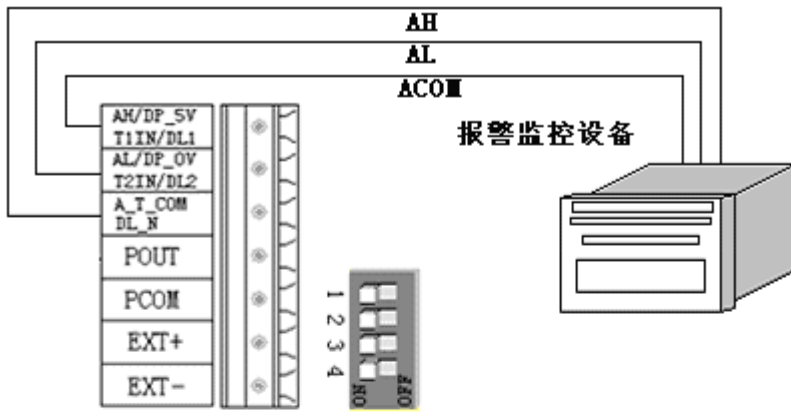 AH
AL
ACOM
报警监控设备
AH/DP_5V
T1IN/DL1
AL/DP_0V
T2IN/DL2
A_T_COM
DL_N
POUT
PCOM
EXT+
EXT-
1
2
3
4
NO
OFF